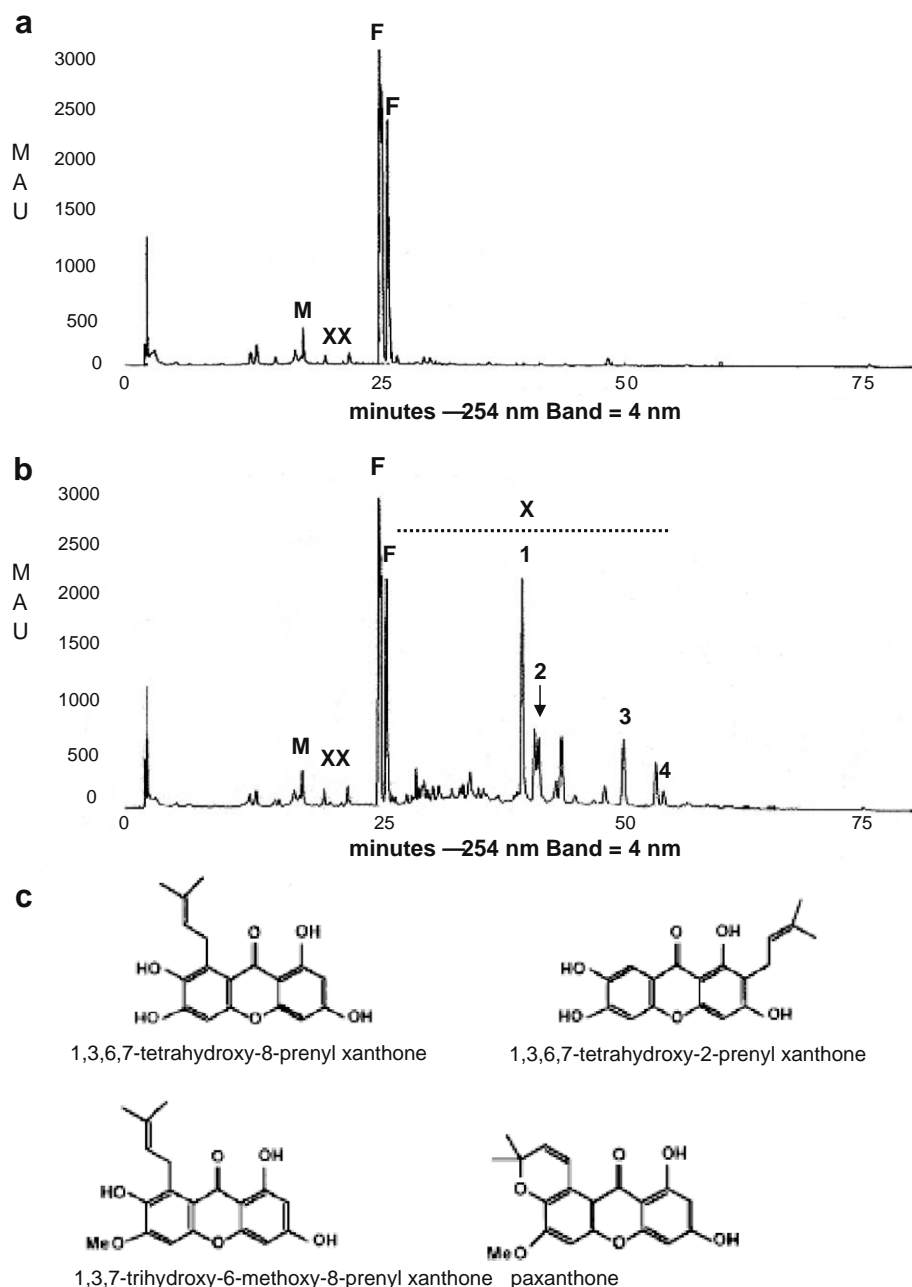 a
F
3000
2500
F
M
A
U
2000
1500
1000
500
0
M
XX
0
25
50
75
minutes —254 nm Band = 4 nm
b
F
3000
X
2500
F
1
M
A
U
2000
1500
1000
2
3
500
M
XX
4
0
0
25
50
75
minutes —254 nm Band = 4 nm
c
O
OH
HO
HO
O
OH
1,3,6,7-tetrahydroxy-8-prenyl xanthone
O
OH
HO
HO
O
OH
1,3,6,7-tetrahydroxy-2-prenyl xanthone
O
OH
HO
MeO
O
OH
1,3,7-trihydroxy-6-methoxy-8-prenyl xanthone
O
O
OH
MeO
O
OH
paxanthone